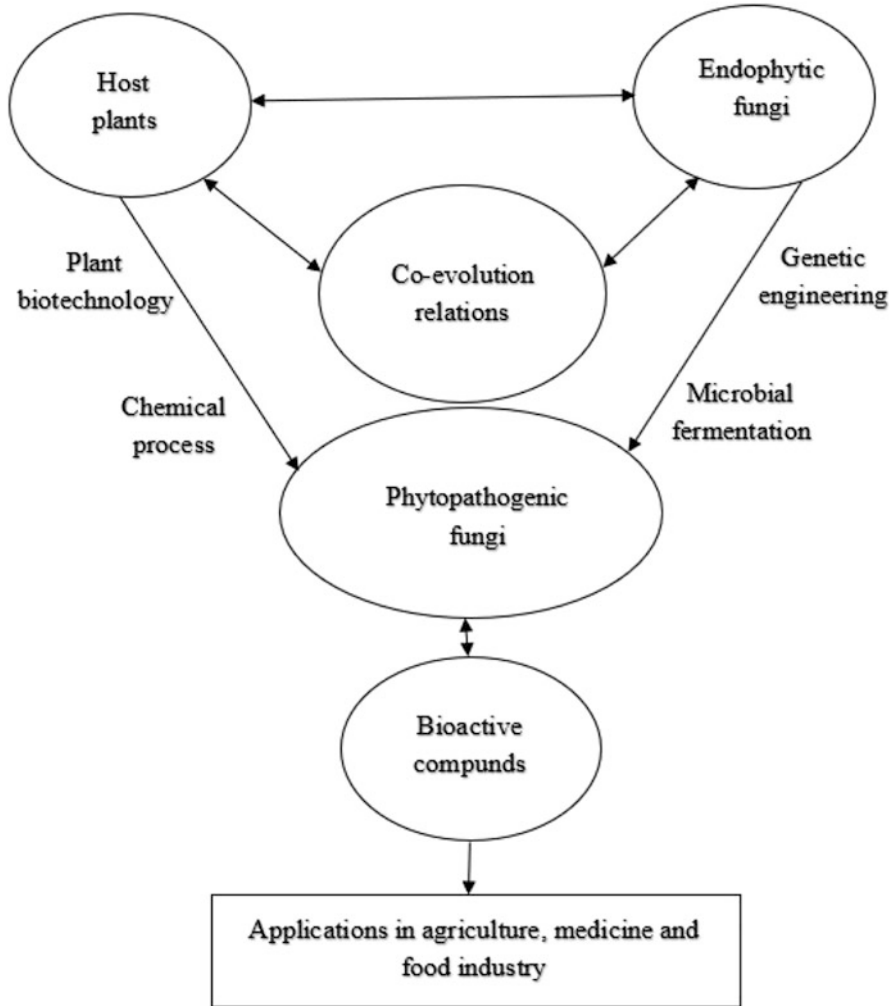 Host
plants
Endophytic
fungi
Co-evolution
relations
Plant
biotechnology
Genetic
engineering
Chemical
process
Microbial
fermentation
Phytopathogenic
fungi
Bioactive
compunds
Applications in agriculture, medicine and
food industry